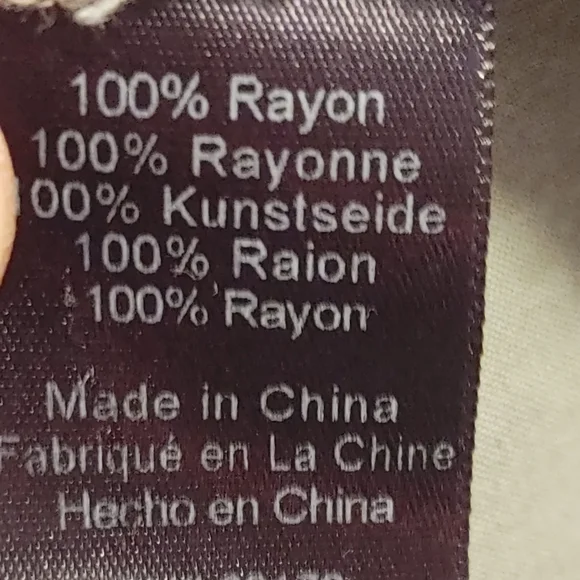 100% Rayon
100% Rayonne
00% Kunstseide
100% Raion
100% Rayon
Made in China
Fabriqué en La Chine
Hecho en China